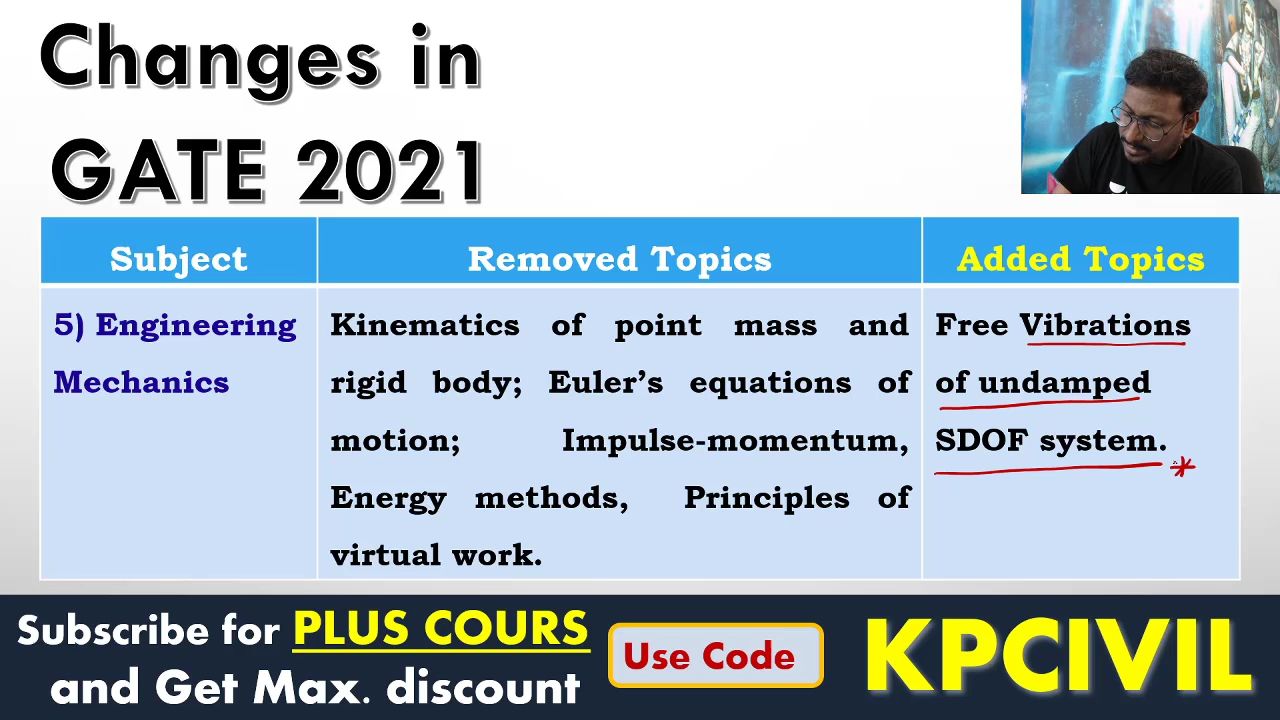 Changes in
GATE 2021
Subject
Removed Topics
Added Topics
5) Engineering
Mechanics
Kinematics of point mass and
rigid body; Euler's equations of
motion; Impulse-momentum,
Energy methods, Principles of
virtual work.
Free Vibrations
of undamped
SDOF system.
Subscribe for PLUS COURS
and Get Max. discount
Use Code
KPCIVIL